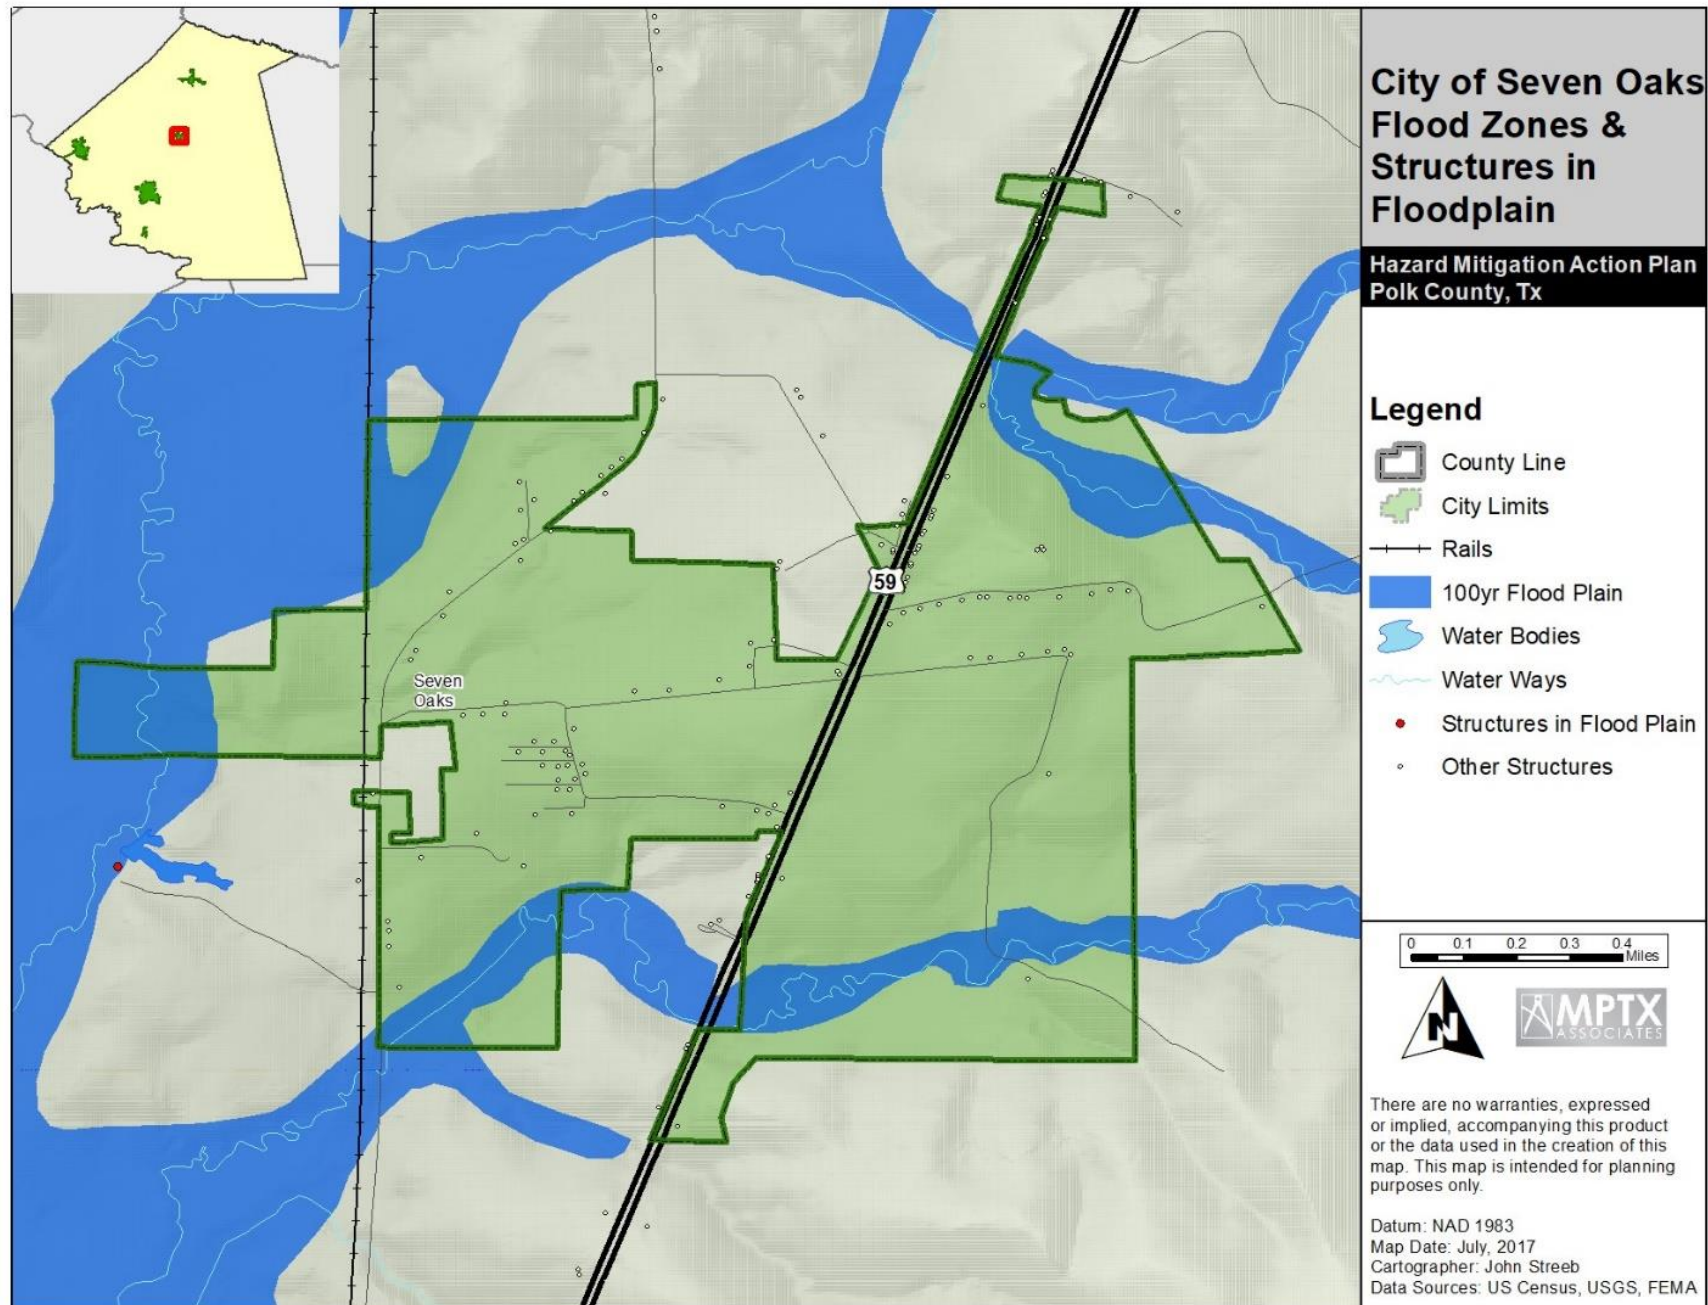 City of Seven Oaks
Flood Zones &
Structures in
Floodplain
Hazard Mitigation Action Plan
Polk County, Tx
Legend
County Line
City Limits
Rails
100yr Flood Plain
Water Bodies
Water Ways
Structures in Flood Plain
Other Structures
59
Seven
Oaks
0 0.1 0.2 0.3 0.4
Miles
N
MPTX
ASSOCIATES
There are no warranties, expressed
or implied, accompanying this product
or the data used in the creation of this
map. This map is intended for planning
purposes only.
Datum: NAD 1983
Map Date: July, 2017
Cartographer: John Streeb
Data Sources: US Census, USGS, FEMA